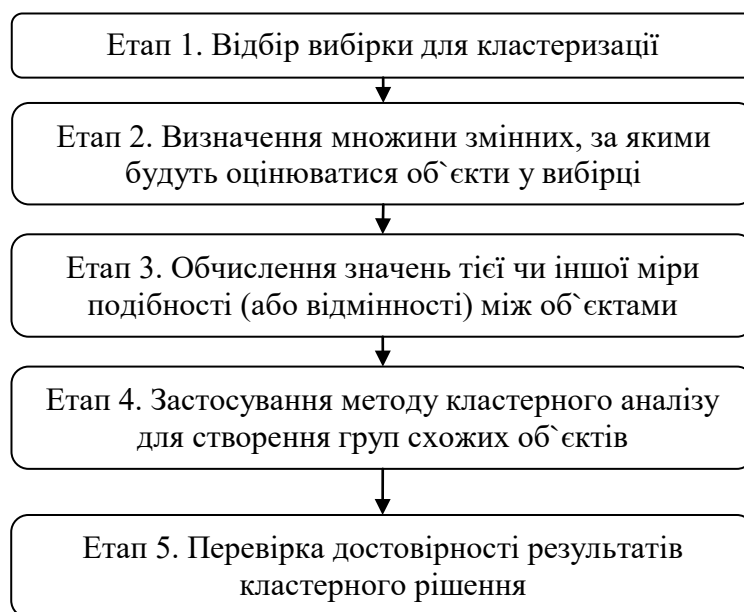 Етап 1. Відбір вибірки для кластеризації
Етап 2. Визначення множини змінних, за якими
будуть оцінюватися об`єкти у вибірці
Етап 3. Обчислення значень тієї чи іншої міри
подібності (або відмінності) між об`єктами
Етап 4. Застосування методу кластерного аналізу
для створення груп схожих об`єктів
Етап 5. Перевірка достовірності результатів
кластерного рішення